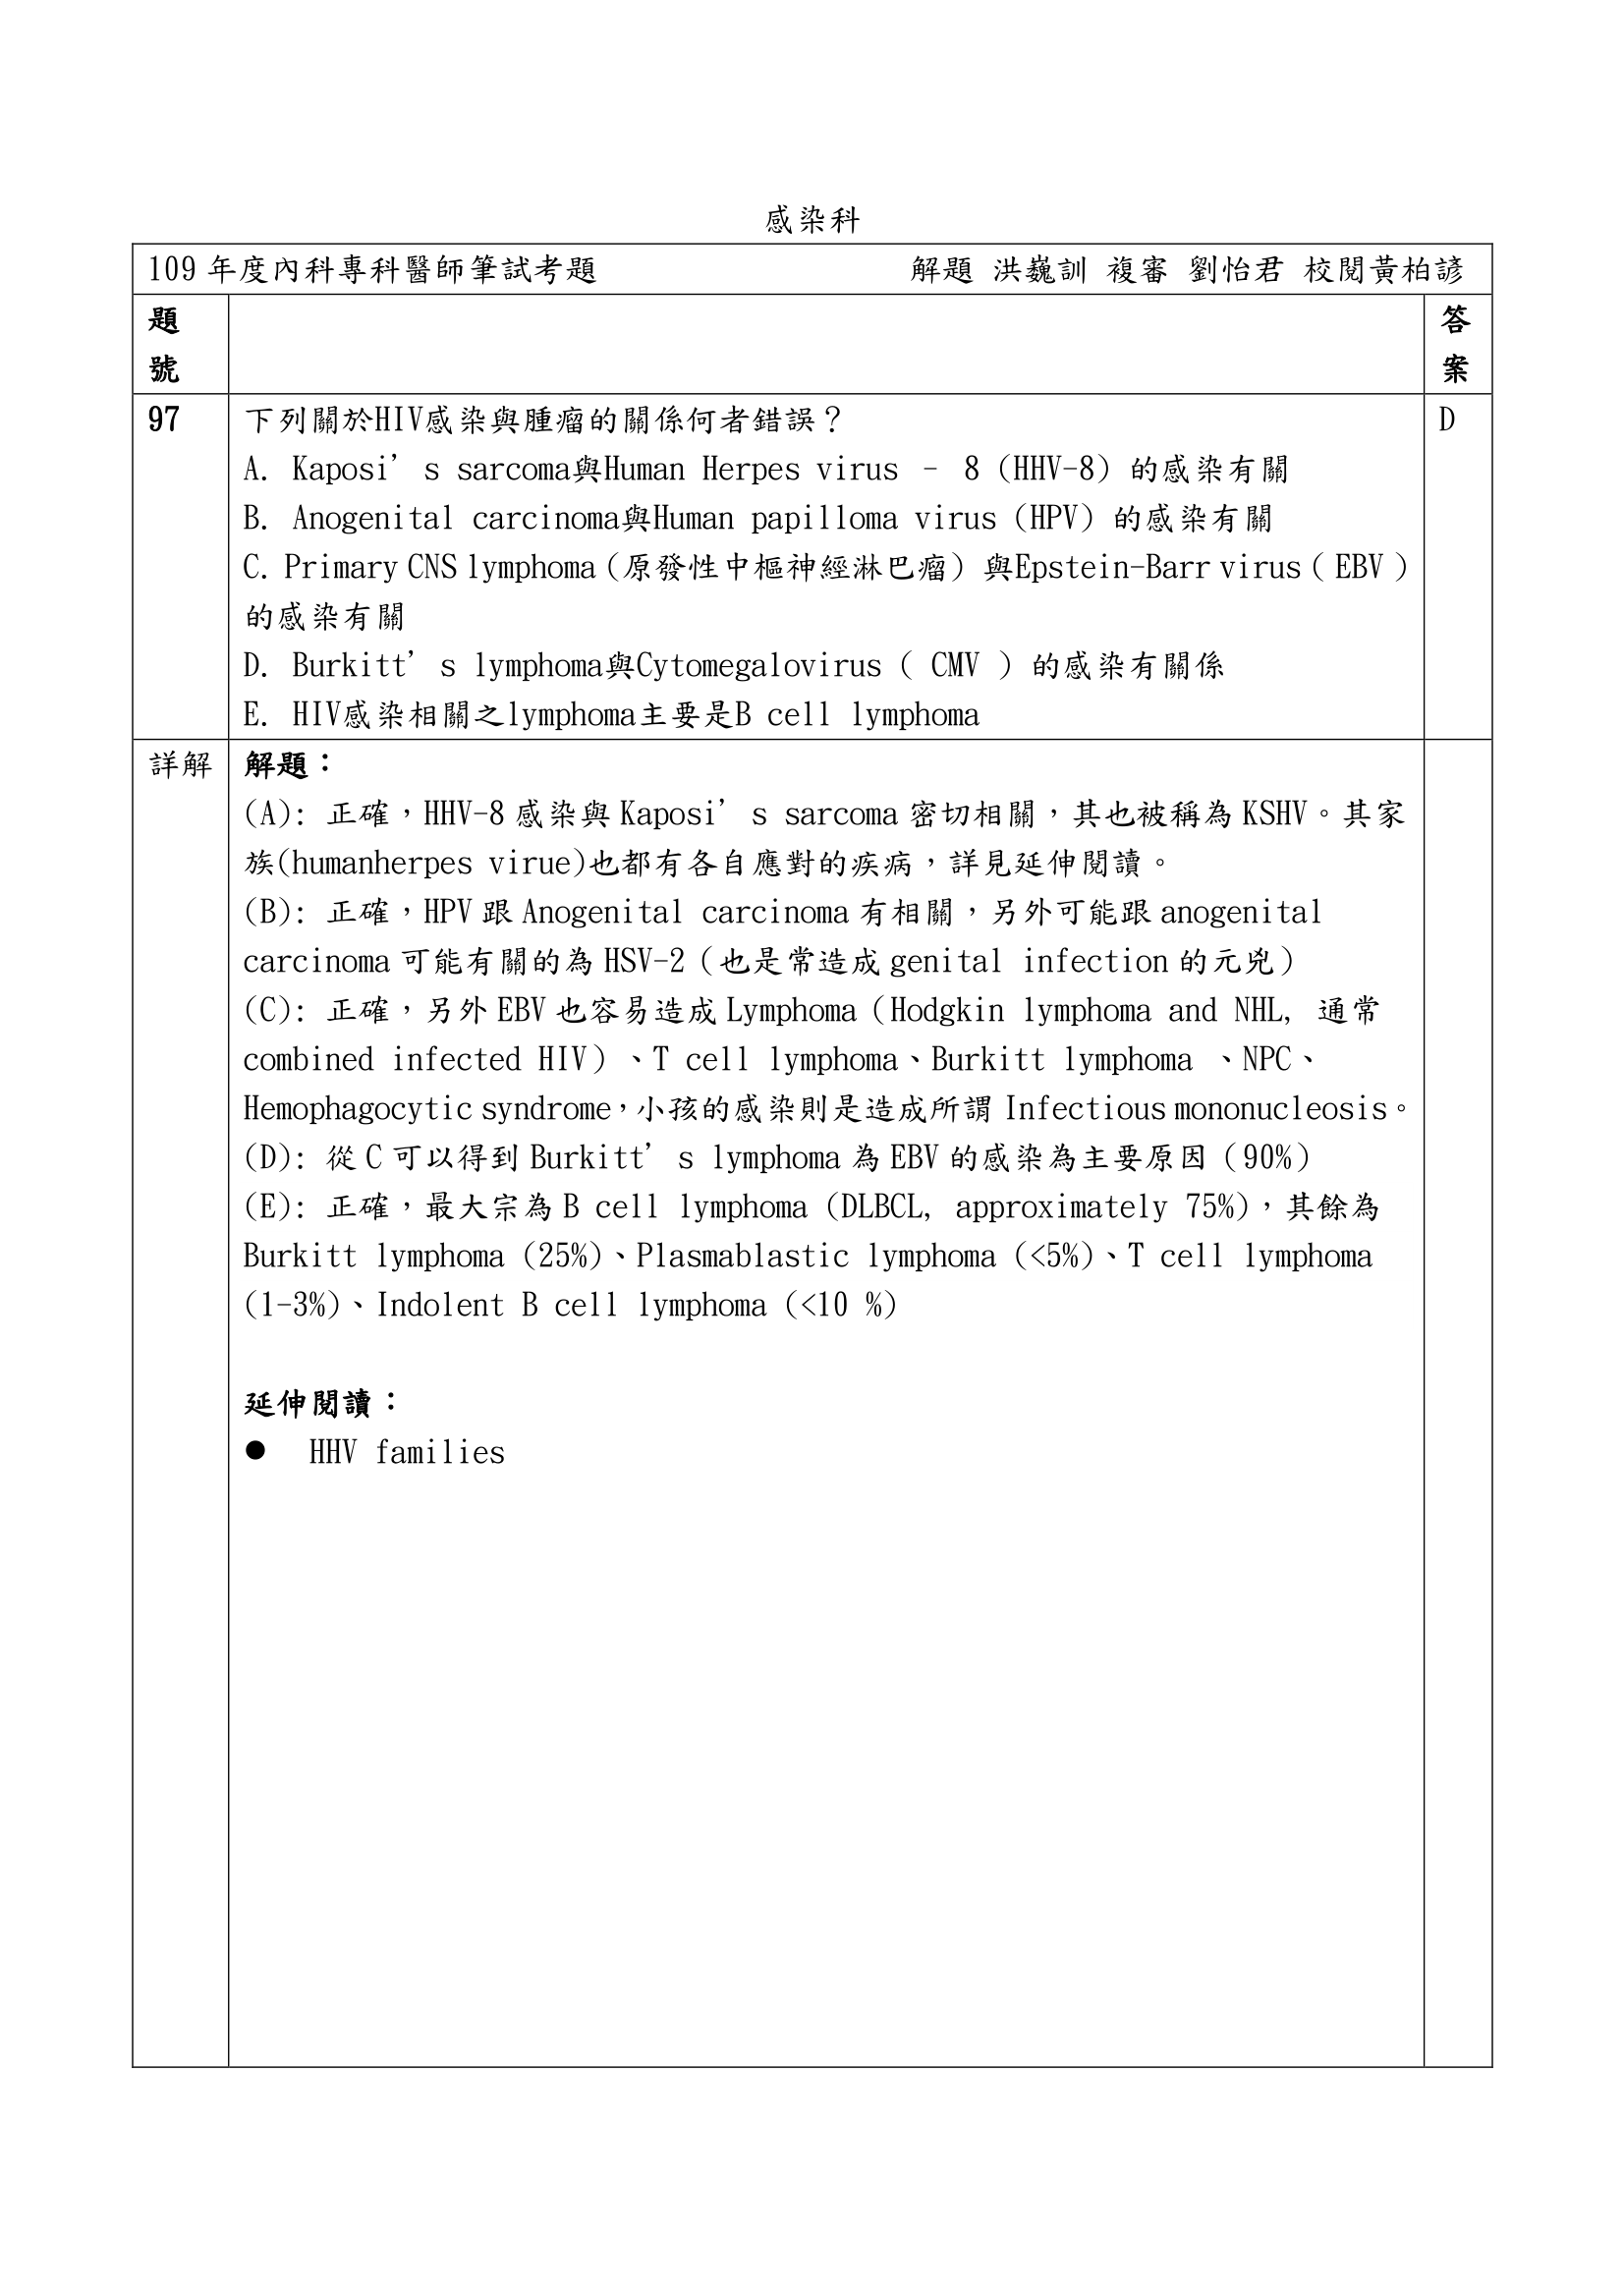 感染科
109 年度內科專科醫師筆試考題 解題 洪巍訓 複審 劉怡君 校閱黃柏諺
題 答
號 案
97 下列關於HIV感染與腫瘤的關係何者錯誤？ D
A. Kaposi’s sarcoma與Human Herpes virus – 8 (HHV-8) 的感染有關
B. Anogenital carcinoma與Human papilloma virus (HPV) 的感染有關
C. Primary CNS lymphoma (原發性中樞神經淋巴瘤) 與Epstein-Barr virus ( EBV )
的感染有關
D. Burkitt’s lymphoma與Cytomegalovirus ( CMV ) 的感染有關係
E. HIV感染相關之lymphoma主要是B cell lymphoma
詳解 解題：
(A): 正確，HHV-8 感染與 Kaposi’s sarcoma 密切相關，其也被稱為 KSHV。其家
族(humanherpes virue)也都有各自應對的疾病，詳見延伸閱讀。
(B): 正確，HPV 跟 Anogenital carcinoma 有相關，另外可能跟 anogenital
carcinoma 可能有關的為 HSV-2（也是常造成 genital infection 的元兇）
(C): 正確，另外 EBV 也容易造成 Lymphoma（Hodgkin lymphoma and NHL, 通常
combined infected HIV）、T cell lymphoma、Burkitt lymphoma 、NPC、
Hemophagocytic syndrome，小孩的感染則是造成所謂 Infectious mononucleosis。
(D): 從 C 可以得到 Burkitt’s lymphoma 為 EBV 的感染為主要原因（90%）
(E): 正確，最大宗為 B cell lymphoma (DLBCL, approximately 75%)，其餘為
Burkitt lymphoma (25%)、Plasmablastic lymphoma (<5%)、T cell lymphoma
(1-3%)、Indolent B cell lymphoma (<10 %)
延伸閱讀：
● HHV families